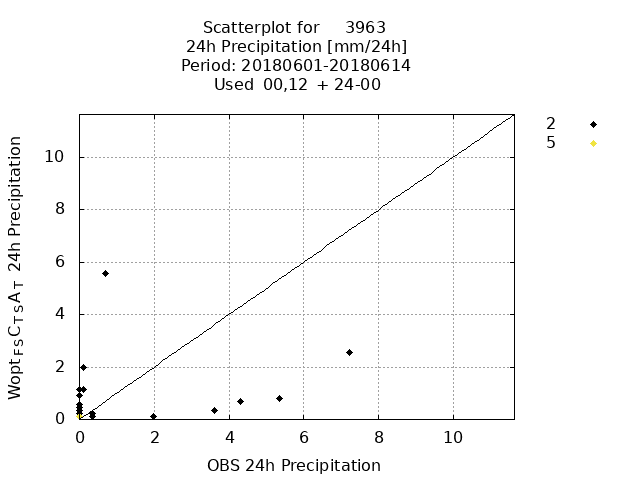 Scatterplot for 3963
24h Precipitation [mm/24h]
Period: 20180601-20180614
Used 00,12 + 24-00
2
5
Wopt_FS C_TS A_T 24h Precipitation
10
8
6
4
2
0
0 2 4 6 8 10
OBS 24h Precipitation